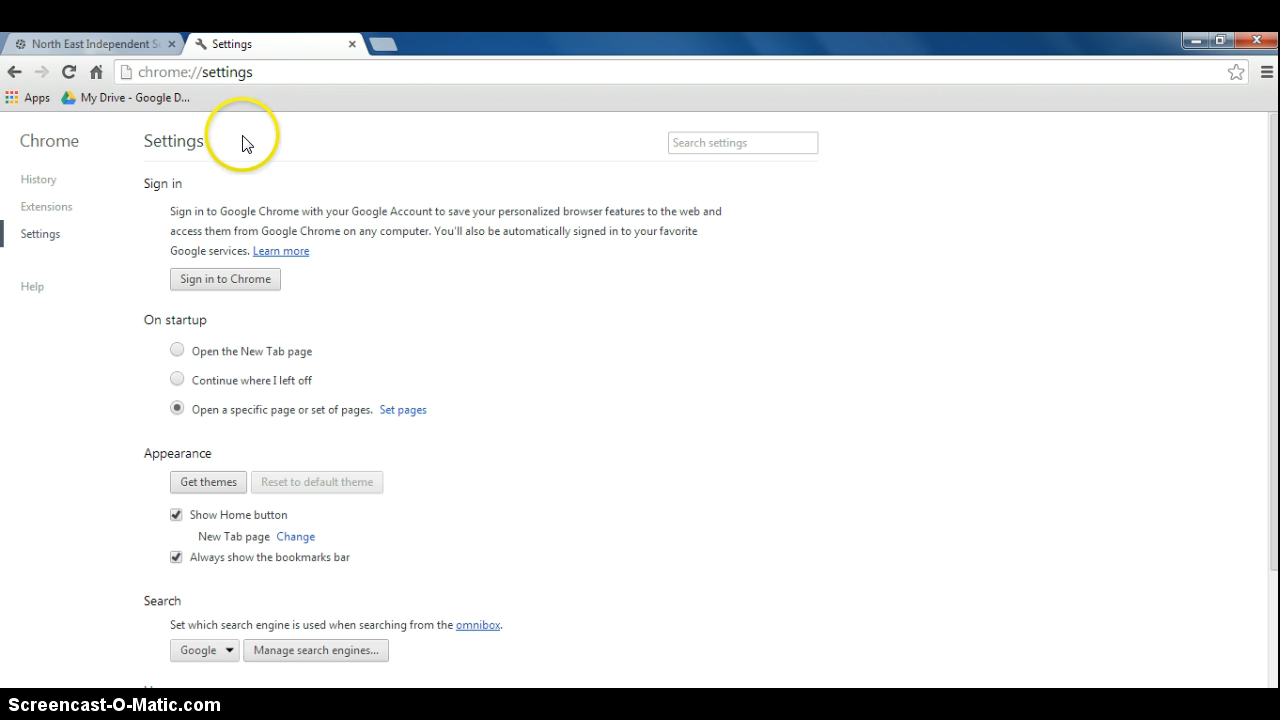 North East Independent S
Settings
chrome://settings
Apps
My Drive - Google D...
Chrome
Settings
Search settings
History
Extensions
Settings
Help
Sign in
Sign in to Google Chrome with your Google Account to save your personalized browser features to the web and
access them from Google Chrome on any computer. You'll also be automatically signed in to your favorite
Google services. Learn more
Sign in to Chrome
On startup
Open the New Tab page
Continue where I left off
Open a specific page or set of pages. Set pages
Appearance
Get themes
Reset to default theme
Show Home button
New Tab page Change
Always show the bookmarks bar
Search
Set which search engine is used when searching from the omnibox.
Google
Manage search engines...
Screencast-O-Matic.com